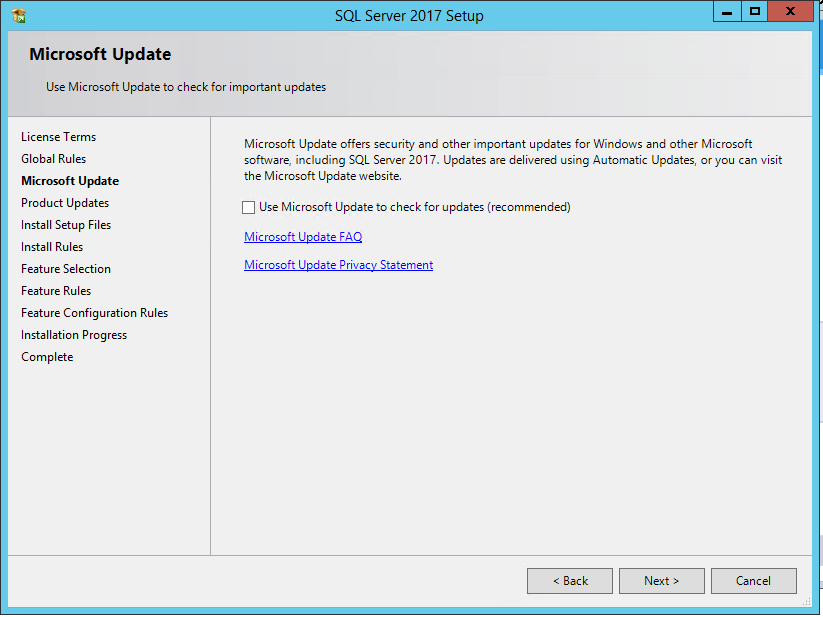 SQL Server 2017 Setup
Microsoft Update
Use Microsoft Update to check for important updates
License Terms
Global Rules
Microsoft Update
Product Updates
Install Setup Files
Install Rules
Feature Selection
Feature Rules
Feature Configuration Rules
Installation Progress
Complete
Microsoft Update offers security and other important updates for Windows and other Microsoft
software, including SQL Server 2017. Updates are delivered using Automatic Updates, or you can visit
the Microsoft Update website.
Use Microsoft Update to check for updates (recommended)
Microsoft Update FAQ
Microsoft Update Privacy Statement
< Back
Next >
Cancel